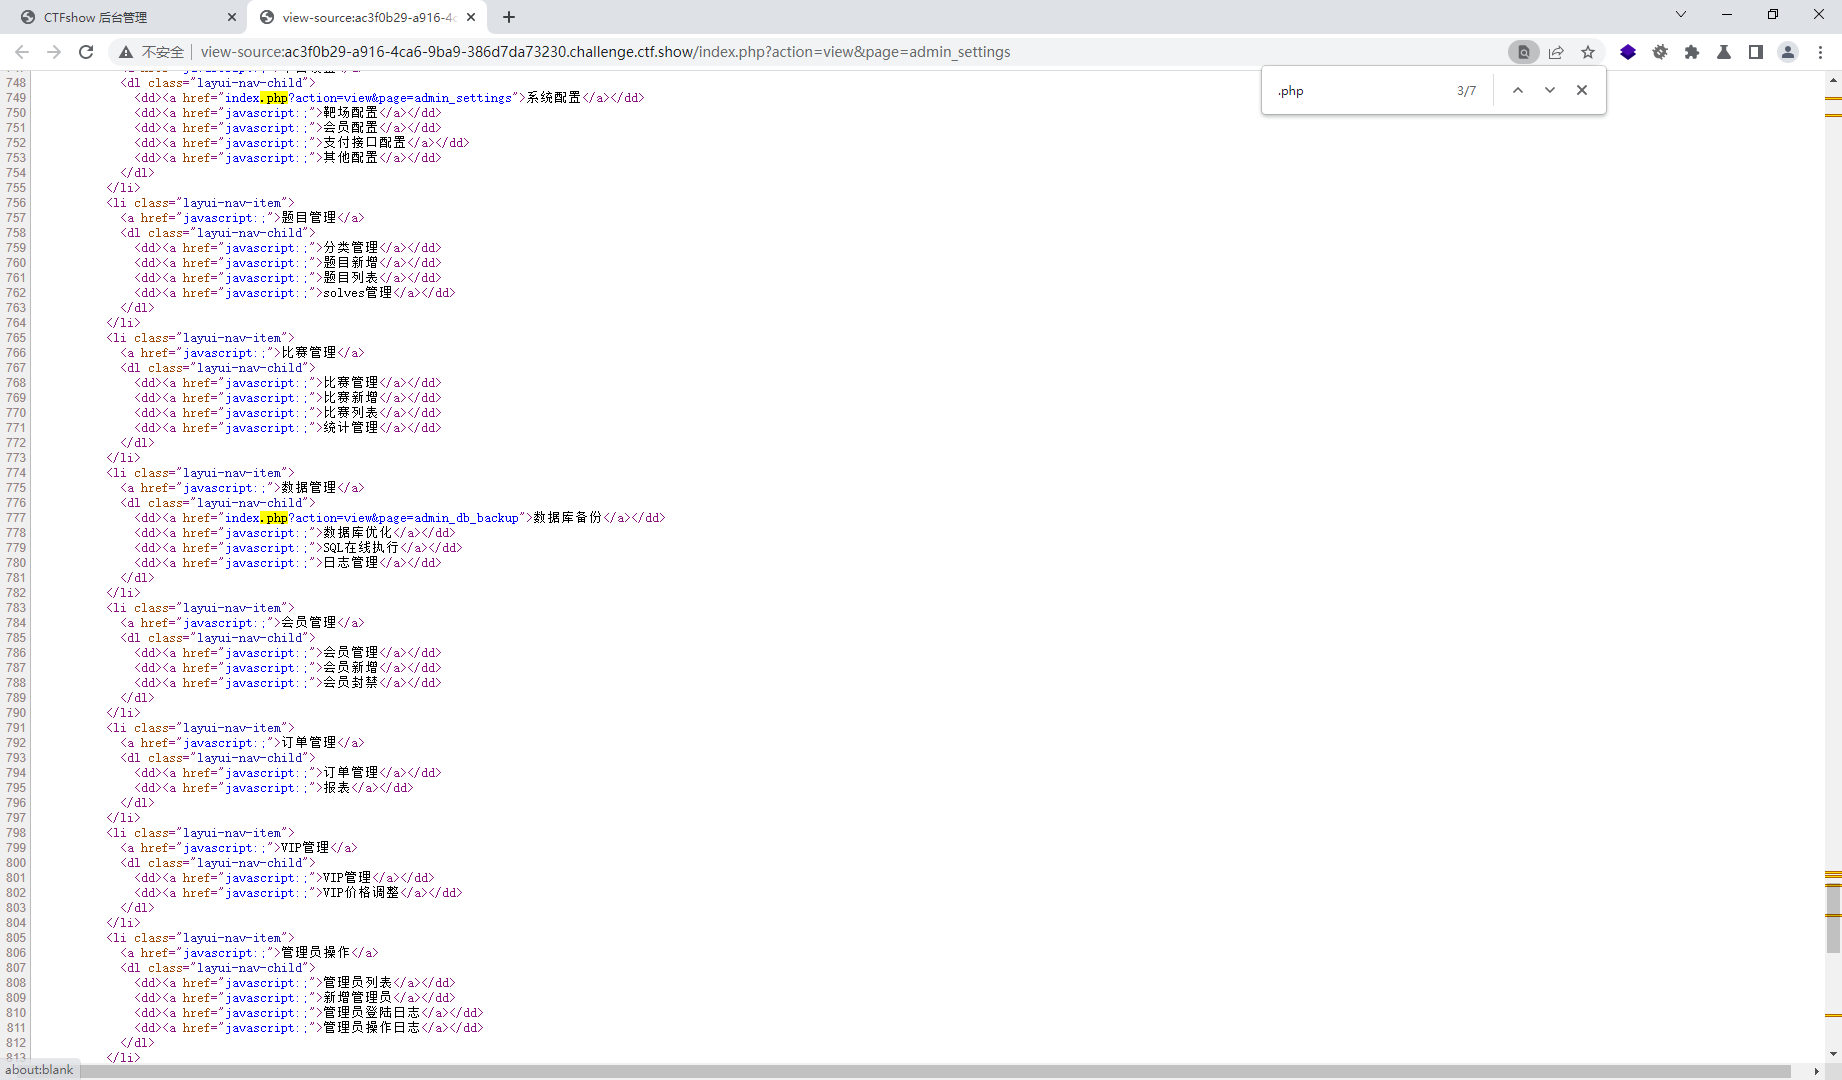 CTFshow 后台管理
view-source:ac3f0b29-a916-4c
不安全 view-source:ac3f0b29-a916-4ca6-9ba9-386d7da73230.challenge.ctf.show/index.php?action=view&page=admin_settings
.php 3/7
748 <dl class="layui-nav-child">
749 <dd><a href="index.php?action=view&page=admin_settings">系统配置</a></dd>
750 <dd><a href="javascript:;">靶场配置</a></dd>
751 <dd><a href="javascript:;">会员配置</a></dd>
752 <dd><a href="javascript:;">支付接口配置</a></dd>
753 <dd><a href="javascript:;">其他配置</a></dd>
754 </dl>
755 </li>
756 <li class="layui-nav-item">
757 <a href="javascript:;">题目管理</a>
758 <dl class="layui-nav-child">
759 <dd><a href="javascript:;">分类管理</a></dd>
760 <dd><a href="javascript:;">题目新增</a></dd>
761 <dd><a href="javascript:;">题目列表</a></dd>
762 <dd><a href="javascript:;">solves管理</a></dd>
763 </dl>
764 </li>
765 <li class="layui-nav-item">
766 <a href="javascript:;">比赛管理</a>
767 <dl class="layui-nav-child">
768 <dd><a href="javascript:;">比赛管理</a></dd>
769 <dd><a href="javascript:;">比赛新增</a></dd>
770 <dd><a href="javascript:;">比赛列表</a></dd>
771 <dd><a href="javascript:;">统计管理</a></dd>
772 </dl>
773 </li>
774 <li class="layui-nav-item">
775 <a href="javascript:;">数据管理</a>
776 <dl class="layui-nav-child">
777 <dd><a href="index.php?action=view&page=admin_db_backup">数据库备份</a></dd>
778 <dd><a href="javascript:;">数据库优化</a></dd>
779 <dd><a href="javascript:;">SQL在线执行</a></dd>
780 <dd><a href="javascript:;">日志管理</a></dd>
781 </dl>
782 </li>
783 <li class="layui-nav-item">
784 <a href="javascript:;">会员管理</a>
785 <dl class="layui-nav-child">
786 <dd><a href="javascript:;">会员管理</a></dd>
787 <dd><a href="javascript:;">会员新增</a></dd>
788 <dd><a href="javascript:;">会员封禁</a></dd>
789 </dl>
790 </li>
791 <li class="layui-nav-item">
792 <a href="javascript:;">订单管理</a>
793 <dl class="layui-nav-child">
794 <dd><a href="javascript:;">订单管理</a></dd>
795 <dd><a href="javascript:;">报表</a></dd>
796 </dl>
797 </li>
798 <li class="layui-nav-item">
799 <a href="javascript:;">VIP管理</a>
800 <dl class="layui-nav-child">
801 <dd><a href="javascript:;">VIP管理</a></dd>
802 <dd><a href="javascript:;">VIP价格调整</a></dd>
803 </dl>
804 </li>
805 <li class="layui-nav-item">
806 <a href="javascript:;">管理员操作</a>
807 <dl class="layui-nav-child">
808 <dd><a href="javascript:;">管理员列表</a></dd>
809 <dd><a href="javascript:;">新增管理员</a></dd>
810 <dd><a href="javascript:;">管理员登陆日志</a></dd>
811 <dd><a href="javascript:;">管理员操作日志</a></dd>
812 </dl>
813 </li>
about:blank